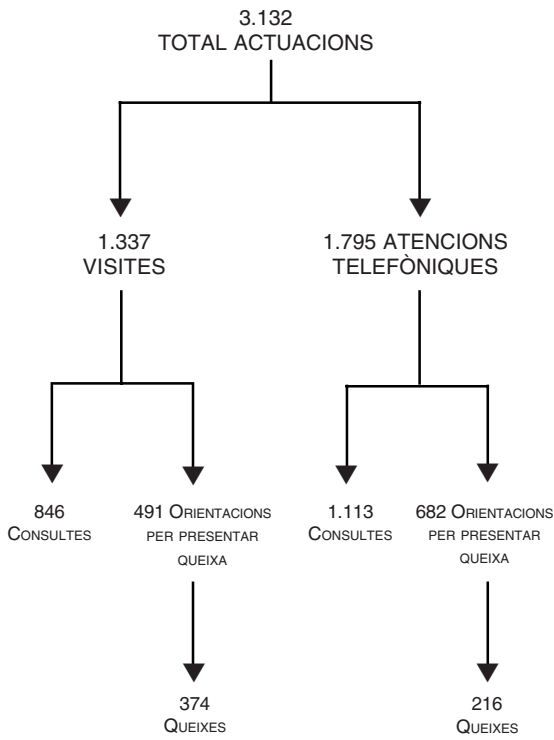 3.132
TOTAL ACTUACIONS
1.337
VISITES
1.795 ATENCIONS
TELEFÒNIQUES
846
CONSULTES
491 ORIENTACIONS
PER PRESENTAR
QUEIXA
1.113
CONSULTES
682 ORIENTACIONS
PER PRESENTAR
QUEIXA
374
QUEIXES
216
QUEIXES